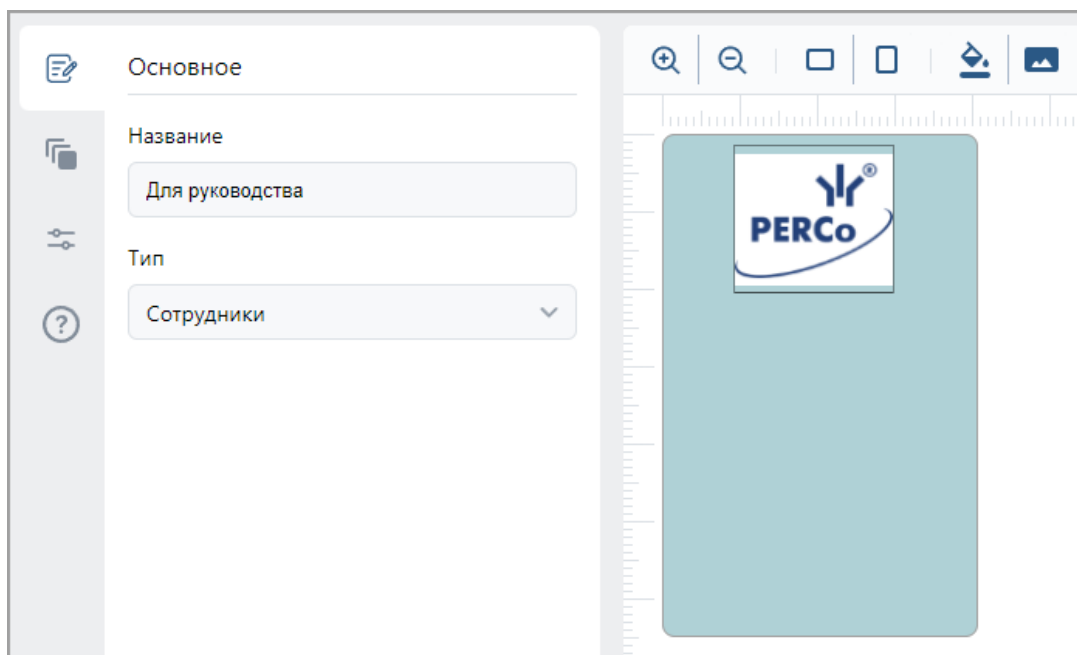 Основное
Название
Для руководства
Тип
Сотрудники
?
PERCo®